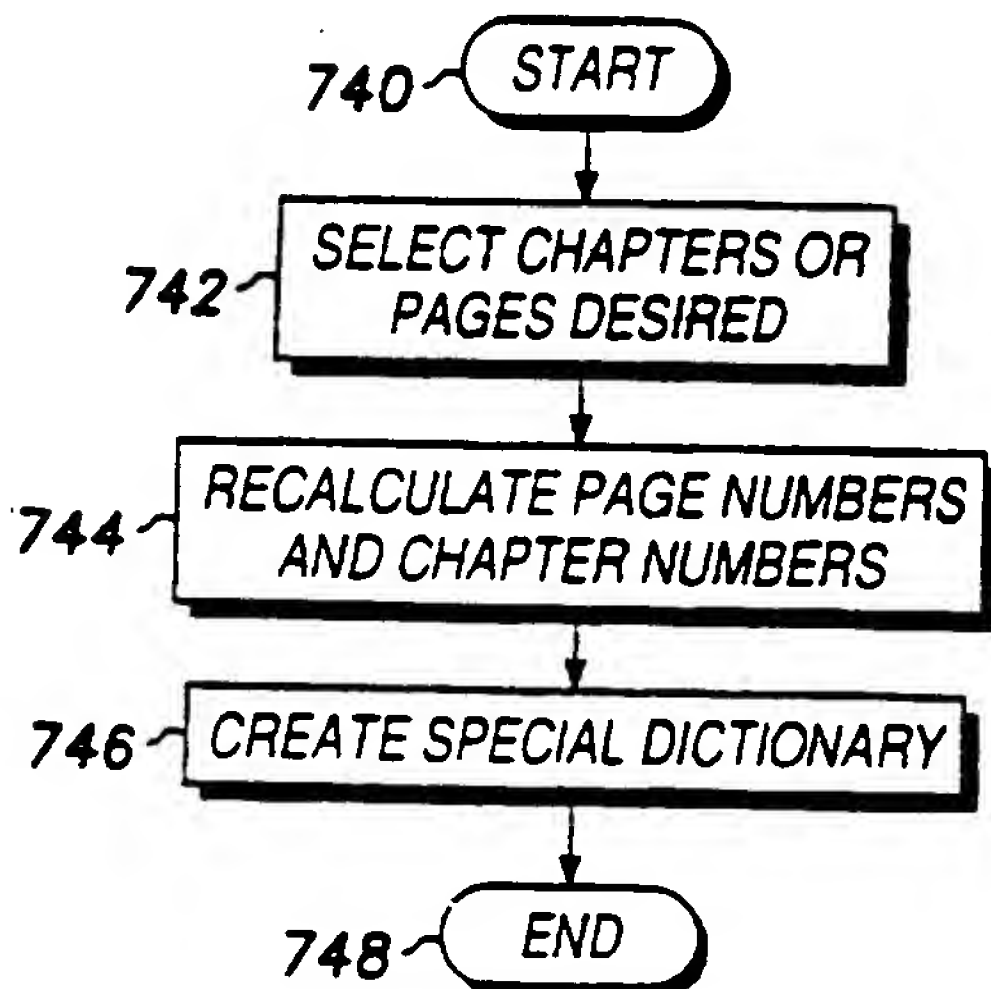 740
START
742
SELECT CHAPTERS OR
PAGES DESIRED
744
RECALCULATE PAGE NUMBERS
AND CHAPTER NUMBERS
746
CREATE SPECIAL DICTIONARY
748
END